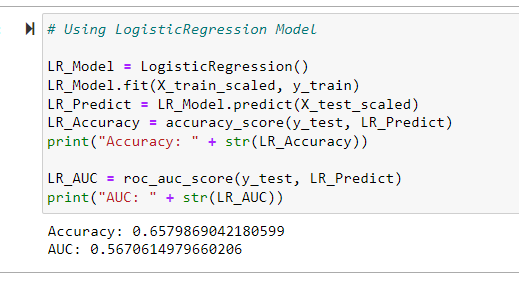 # Using LogisticRegression Model
LR_Model = LogisticRegression()
LR_Model.fit(X_train_scaled, y_train)
LR_Predict = LR_Model.predict(X_test_scaled)
LR_Accuracy = accuracy_score(y_test, LR_Predict)
print("Accuracy: " + str(LR_Accuracy))
LR_AUC = roc_auc_score(y_test, LR_Predict)
print("AUC: " + str(LR_AUC))
Accuracy: 0.6579869042180599
AUC: 0.5670614979660206